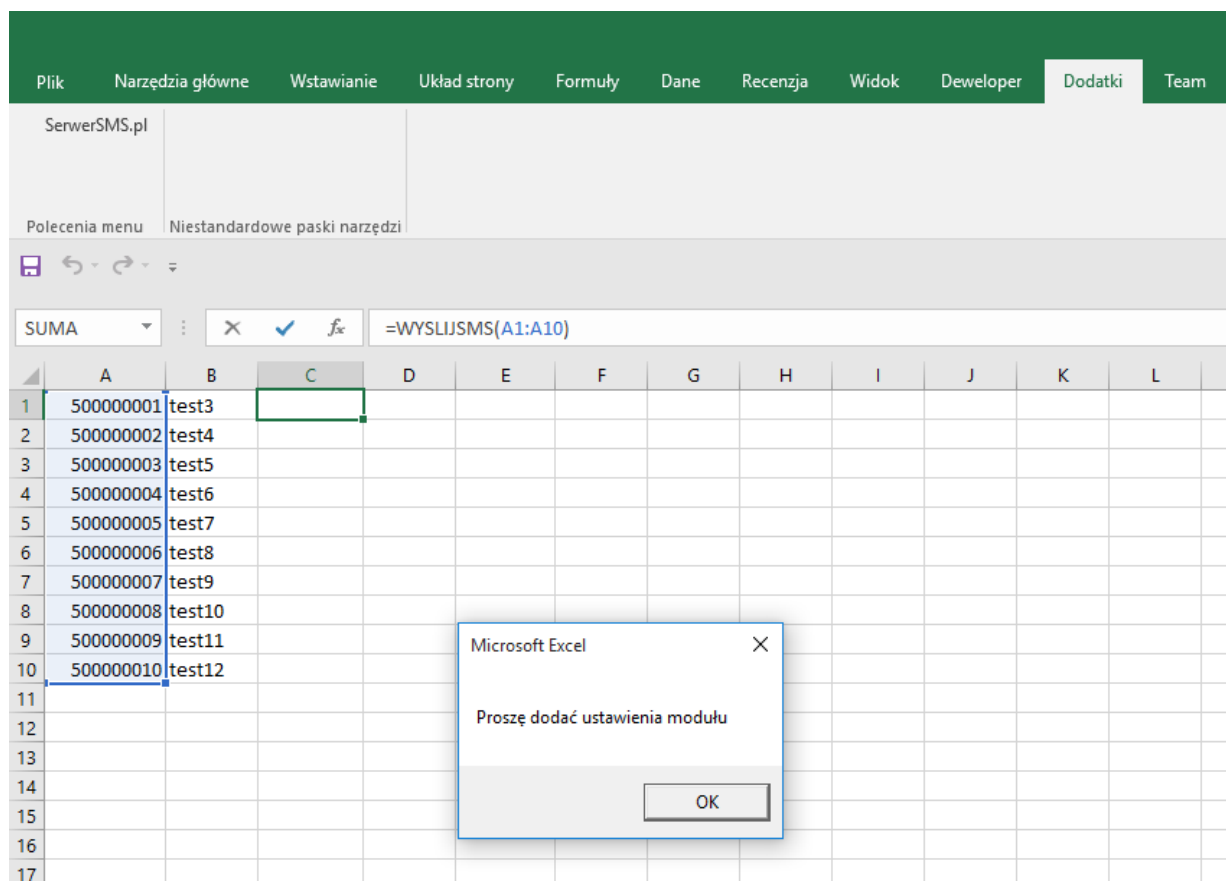 Plik Narzędzia główne Wstawianie Układ strony Formuły Dane Recenzja Widok Deweloper Dodatki Team
SerwerSMS.pl
Polecenia menu Niestandardowe paski narzędzi
SUMA fx =WYSLIJSMS(A1:A10)
A B C D E F G H I J K L
1 500000001 test3
2 500000002 test4
3 500000003 test5
4 500000004 test6
5 500000005 test7
6 500000006 test8
7 500000007 test9
8 500000008 test10
9 500000009 test11
Microsoft Excel
10 500000010 test12
11
Proszę dodać ustawienia modułu
12
13
14
OK
15
16
17